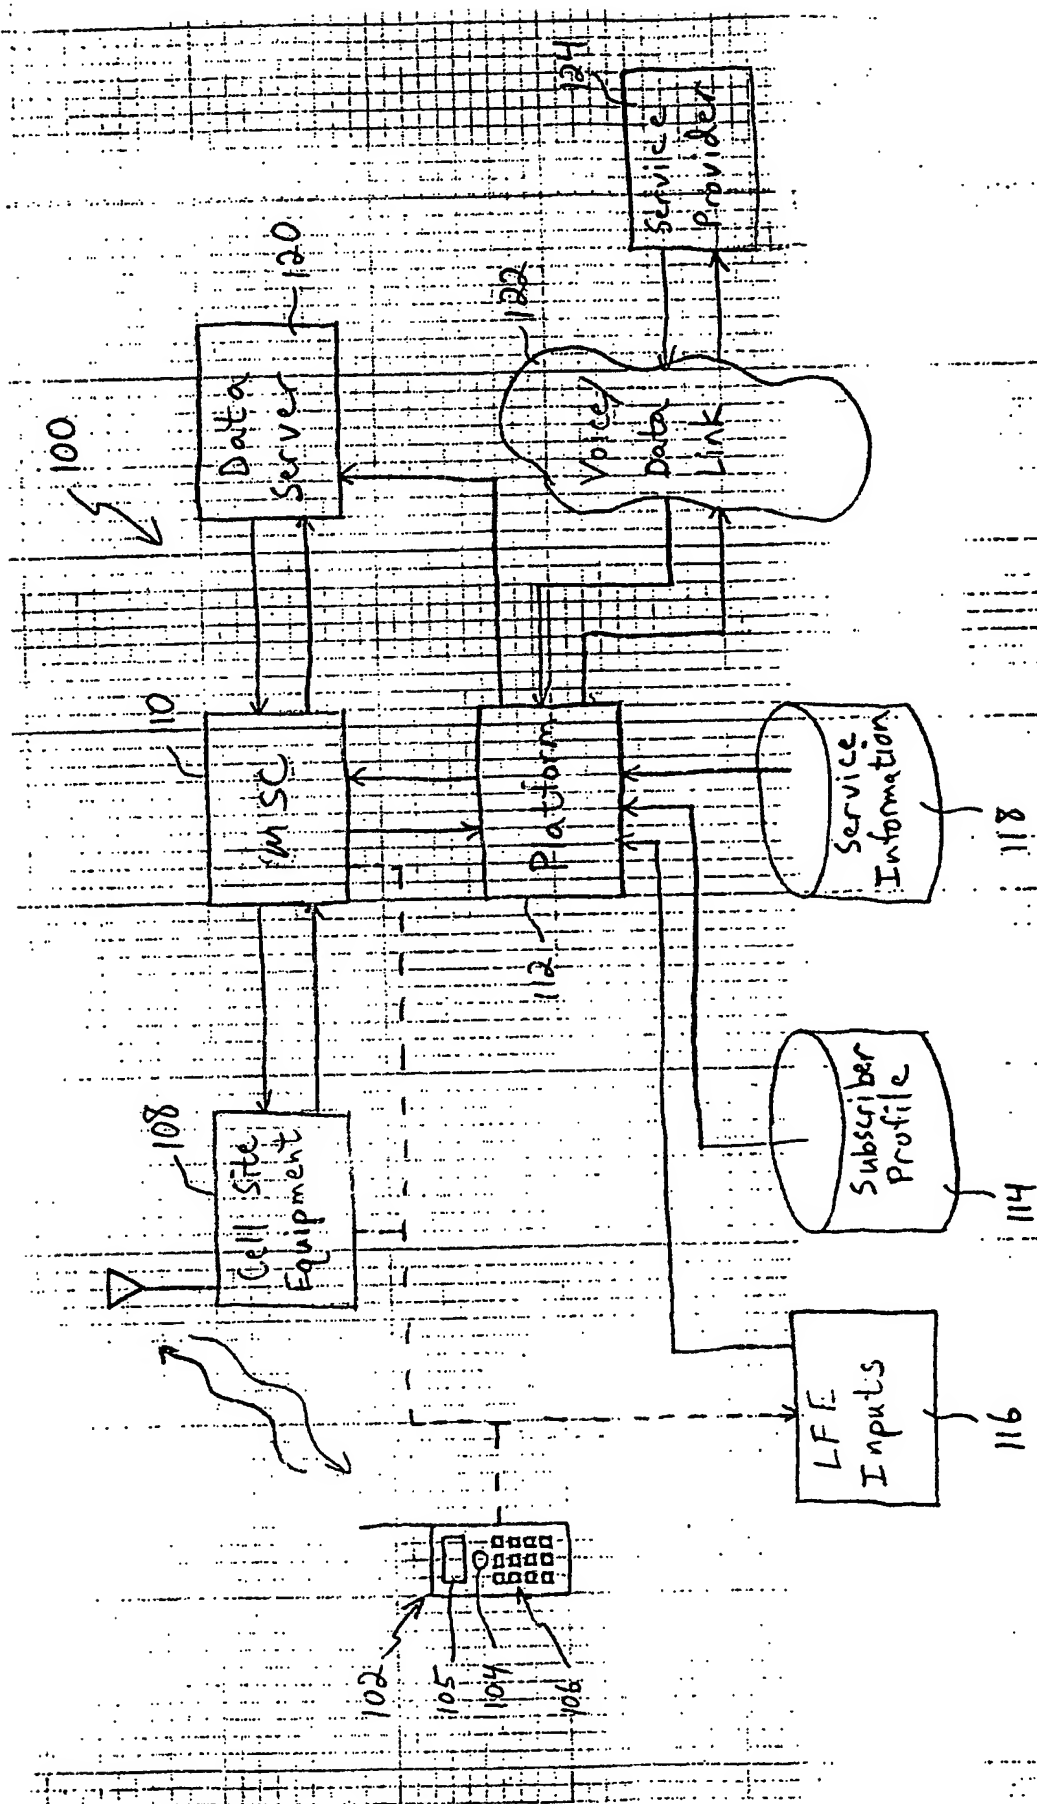 100
108
Cell Site
Equipment
110
MSC
Data
Server
120
102
105
104
106
112
Platform
122
Voice/
Data
Link
124
Service
Provider
LFE
Inputs
116
Subscriber
Profile
114
Service
Information
118